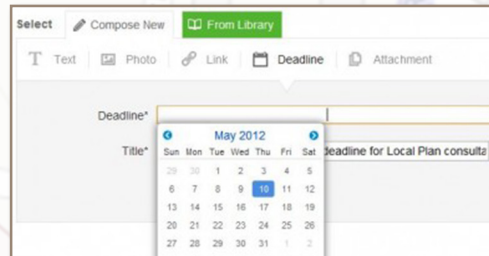 Select Compose New From Library
Text Photo Link Deadline Attachment
Deadline*
May 2012
Title* deadline for Local Plan consulta
Sun Mon Tue Wed Thu Fri Sat
29 30 1 2 3 4 5
6 7 8 9 10 11 12
13 14 15 16 17 18 19
20 21 22 23 24 25 26
27 28 29 30 31 1 2